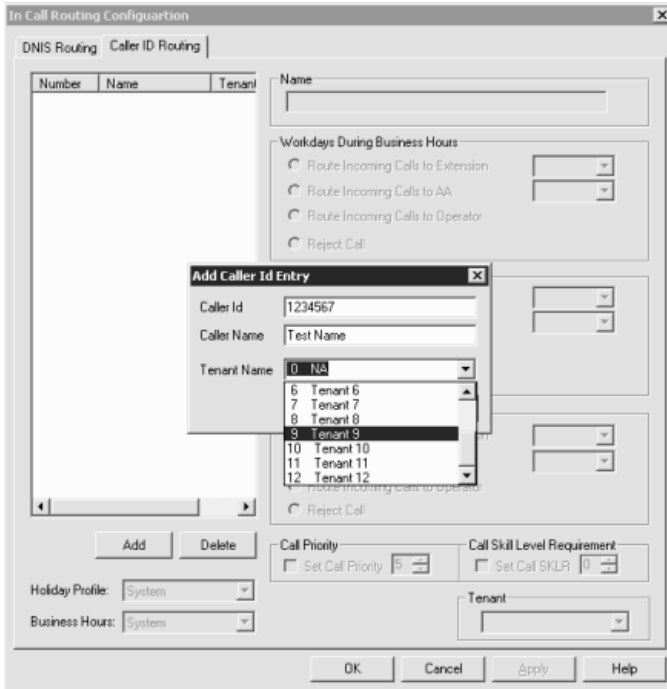 In Call Routing Configuartion
DNIS Routing
Caller ID Routing
Number Name Tenant
Name
Workdays During Business Hours
Route Incoming Calls to Extension
Route Incoming Calls to AA
Route Incoming Calls to Operator
Reject Call
Add Caller Id Entry
Caller Id 1234567
Caller Name Test Name
Tenant Name 0 NA
6 Tenant 6
7 Tenant 7
8 Tenant 8
9 Tenant 9
10 Tenant 10
11 Tenant 11
12 Tenant 12
Route Incoming Calls to Operator
Reject Call
Add Delete
Call Priority
Set Call Priority 5
Call Skill Level Requirement
Set Call SKLR 0
Holiday Profile: System
Business Hours: System
Tenant
OK Cancel Apply Help